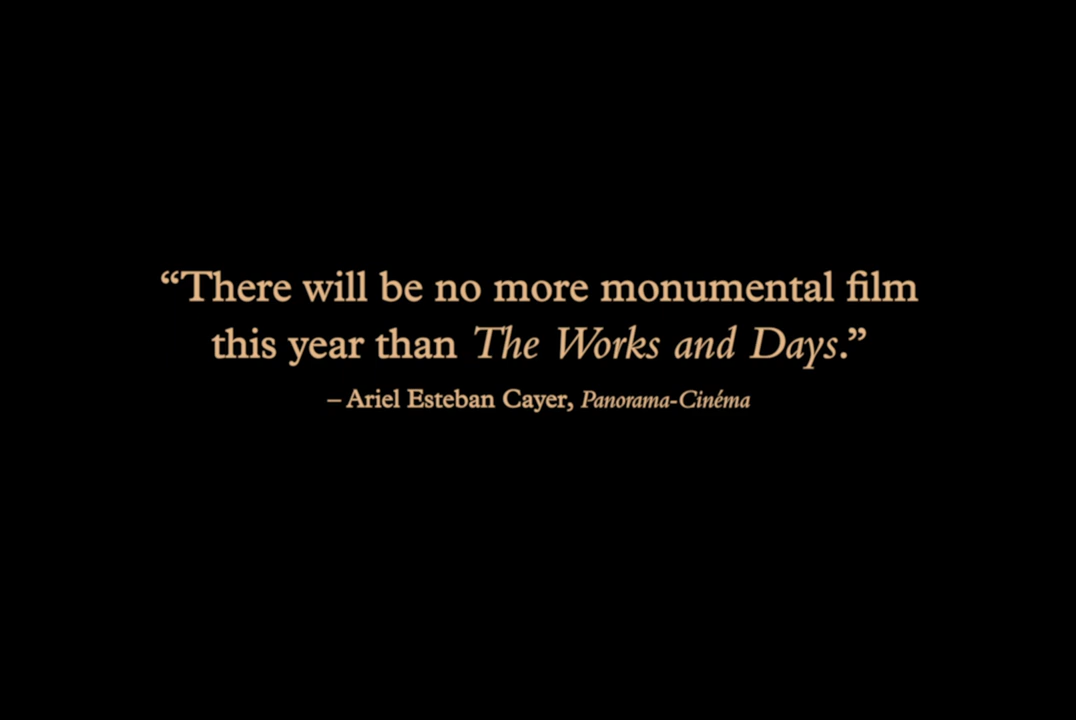 “There will be no more monumental film
this year than The Works and Days.”
– Ariel Esteban Cayer, Panorama-Cinéma